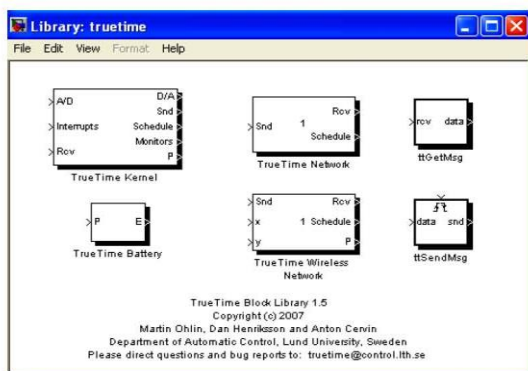 Library: truetime
File Edit View Format Help
A/D
Interrupts
Rcv
D/A
Snd
Schedule
Monitors
P
TrueTime Kernel
Snd
1
Rcv
Schedule
TrueTime Network
rcv data
ttGetMsg
P E
TrueTime Battery
Snd
x
y
1
Rcv
Schedule
P
TrueTime Wireless
Network
data snd
ttSendMsg
TrueTime Block Library 1.5
Copyright (c) 2007
Martin Ohlin, Dan Henriksson and Anton Cervin
Department of Automatic Control, Lund University, Sweden
Please direct questions and bug reports to: truetime@control.lth.se